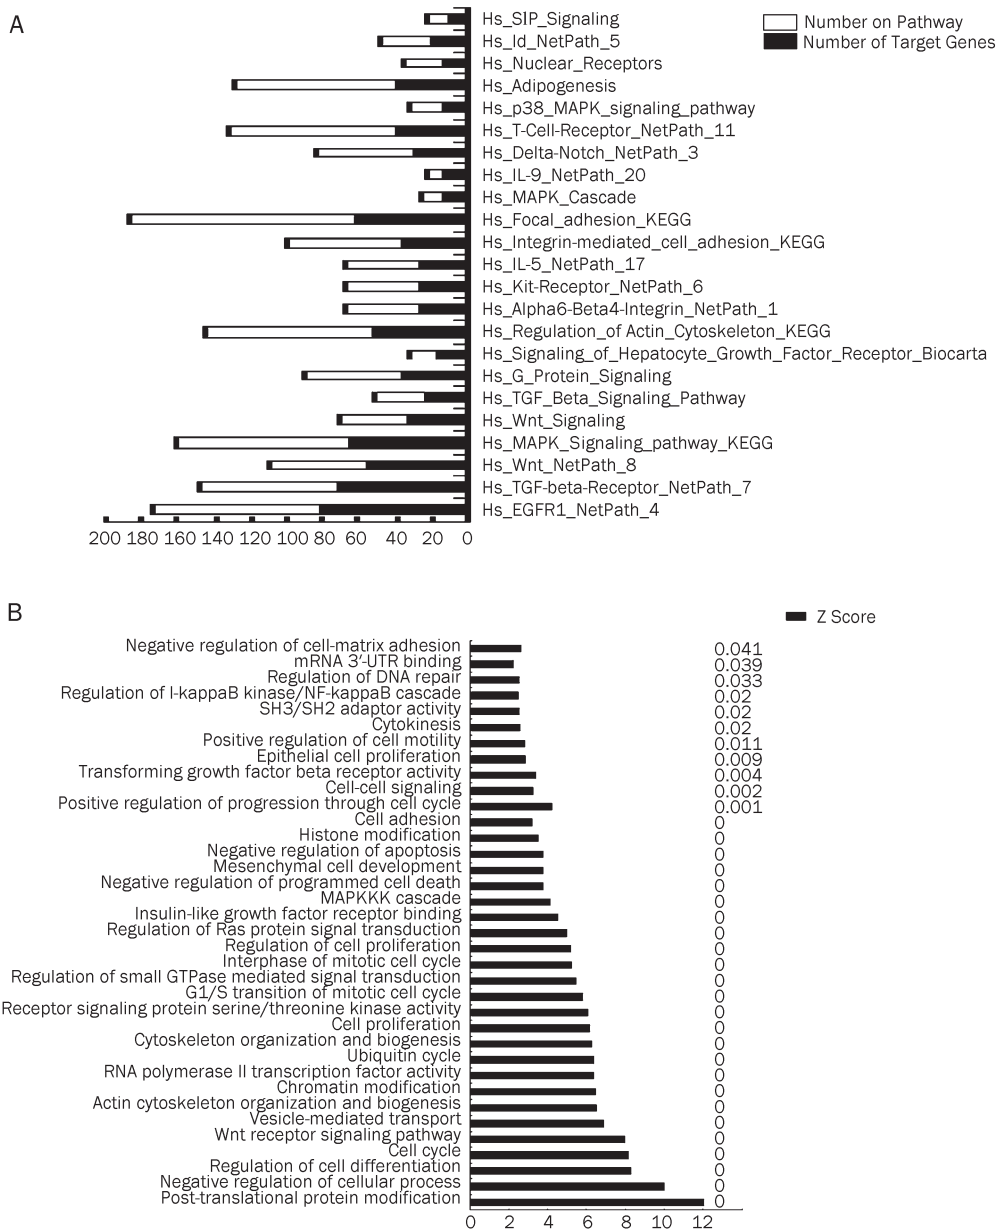 A
Hs_SIP_Signaling
Number on Pathway
Hs_Id_NetPath_5
Number of Target Genes
Hs_Nuclear_Receptors
Hs_Adipogenesis
Hs_p38_MAPK_signaling_pathway
Hs_T-Cell-Receptor_NetPath_11
Hs_Delta-Notch_NetPath_3
Hs_IL-9_NetPath_20
Hs_MAPK_Cascade
Hs_Focal_adhesion_KEGG
Hs_Integrin-mediated_cell_adhesion_KEGG
Hs_IL-5_NetPath_17
Hs_Kit-Receptor_NetPath_6
Hs_Alpha6-Beta4-Integrin_NetPath_1
Hs_Regulation_of Actin_Cytoskeleton_KEGG
Hs_Signaling_of_Hepatocyte_Growth_Factor_Receptor_Biocarta
Hs_G_Protein_Signaling
Hs_TGF_Beta_Signaling_Pathway
Hs_Wnt_Signaling
Hs_MAPK_Signaling_pathway_KEGG
Hs_Wnt_NetPath_8
Hs_TGF-beta-Receptor_NetPath_7
Hs_EGFR1_NetPath_4
200 180 160 140 120 100 80 60 40 20 0
B
Z Score
Negative regulation of cell-matrix adhesion 0.041
mRNA 3′-UTR binding 0.039
Regulation of DNA repair 0.033
Regulation of I-kappaB kinase/NF-kappaB cascade 0.02
SH3/SH2 adaptor activity 0.02
Cytokinesis 0.02
Positive regulation of cell motility 0.011
Epithelial cell proliferation 0.009
Transforming growth factor beta receptor activity 0.004
Cell-cell signaling 0.002
Positive regulation of progression through cell cycle 0.001
Cell adhesion 0
Histone modification 0
Negative regulation of apoptosis 0
Mesenchymal cell development 0
Negative regulation of programmed cell death 0
MAPKKK cascade 0
Insulin-like growth factor receptor binding 0
Regulation of Ras protein signal transduction 0
Regulation of cell proliferation 0
Interphase of mitotic cell cycle 0
Regulation of small GTPase mediated signal transduction 0
G1/S transition of mitotic cell cycle 0
Receptor signaling protein serine/threonine kinase activity 0
Cell proliferation 0
Cytoskeleton organization and biogenesis 0
Ubiquitin cycle 0
RNA polymerase II transcription factor activity 0
Chromatin modification 0
Actin cytoskeleton organization and biogenesis 0
Vesicle-mediated transport 0
Wnt receptor signaling pathway 0
Cell cycle 0
Regulation of cell differentiation 0
Negative regulation of cellular process 0
Post-translational protein modification 0
0 2 4 6 8 10 12